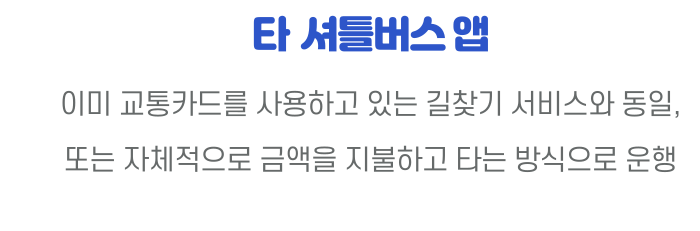 타 셔틀버스 앱
이미 교통카드를 사용하고 있는 길찾기 서비스와 동일,
또는 자체적으로 금액을 지불하고 타는 방식으로 운행